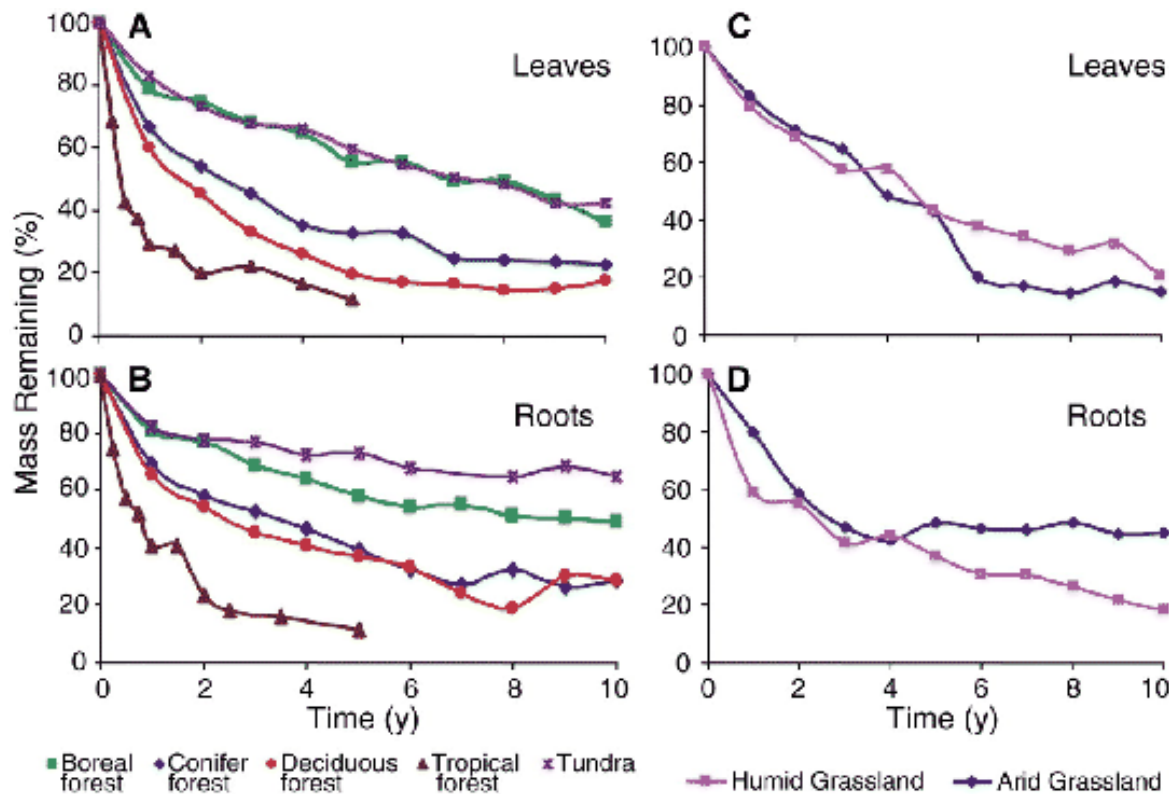 A
Leaves
100
80
60
40
20
0
C
Leaves
100
80
60
40
20
0
Mass Remaining (%)
B
Roots
100
80
60
40
20
0
0 2 4 6 8 10
Time (y)
D
Roots
100
80
60
40
20
0
0 2 4 6 8 10
Time (y)
Boreal forest
Conifer forest
Deciduous forest
Tropical forest
Tundra
Humid Grassland
Arid Grassland